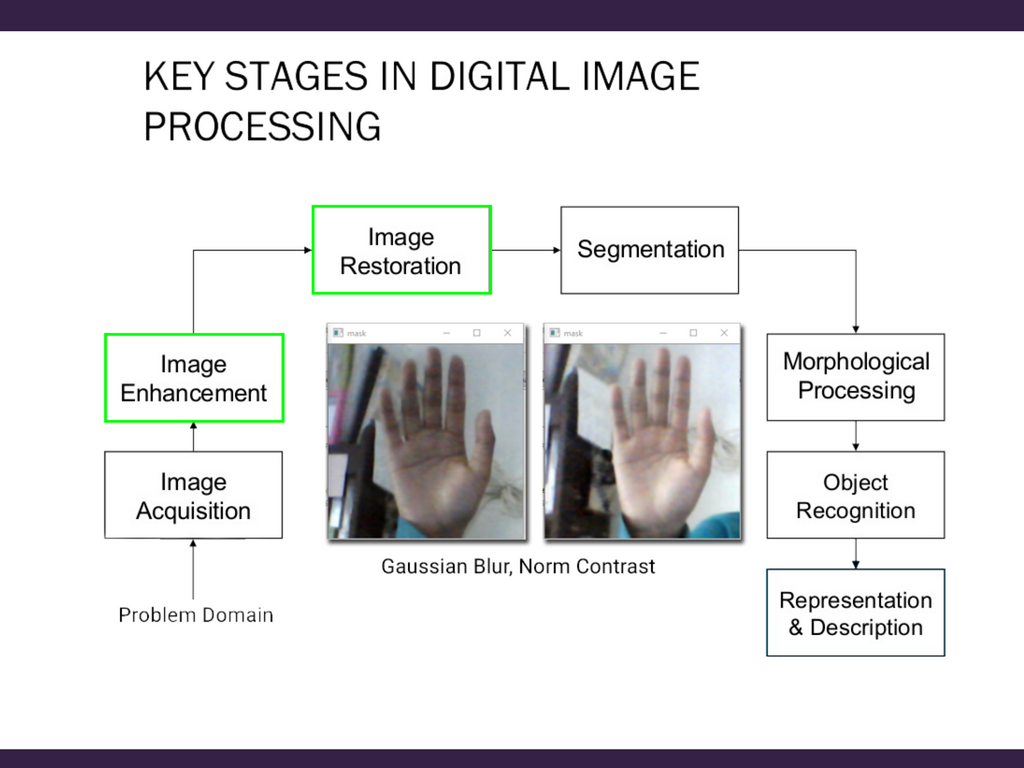 KEY STAGES IN DIGITAL IMAGE
PROCESSING
Image
Restoration
Segmentation
Image
Enhancement
mask
mask
Morphological
Processing
Image
Acquisition
Object
Recognition
Gaussian Blur, Norm Contrast
Problem Domain
Representation
& Description